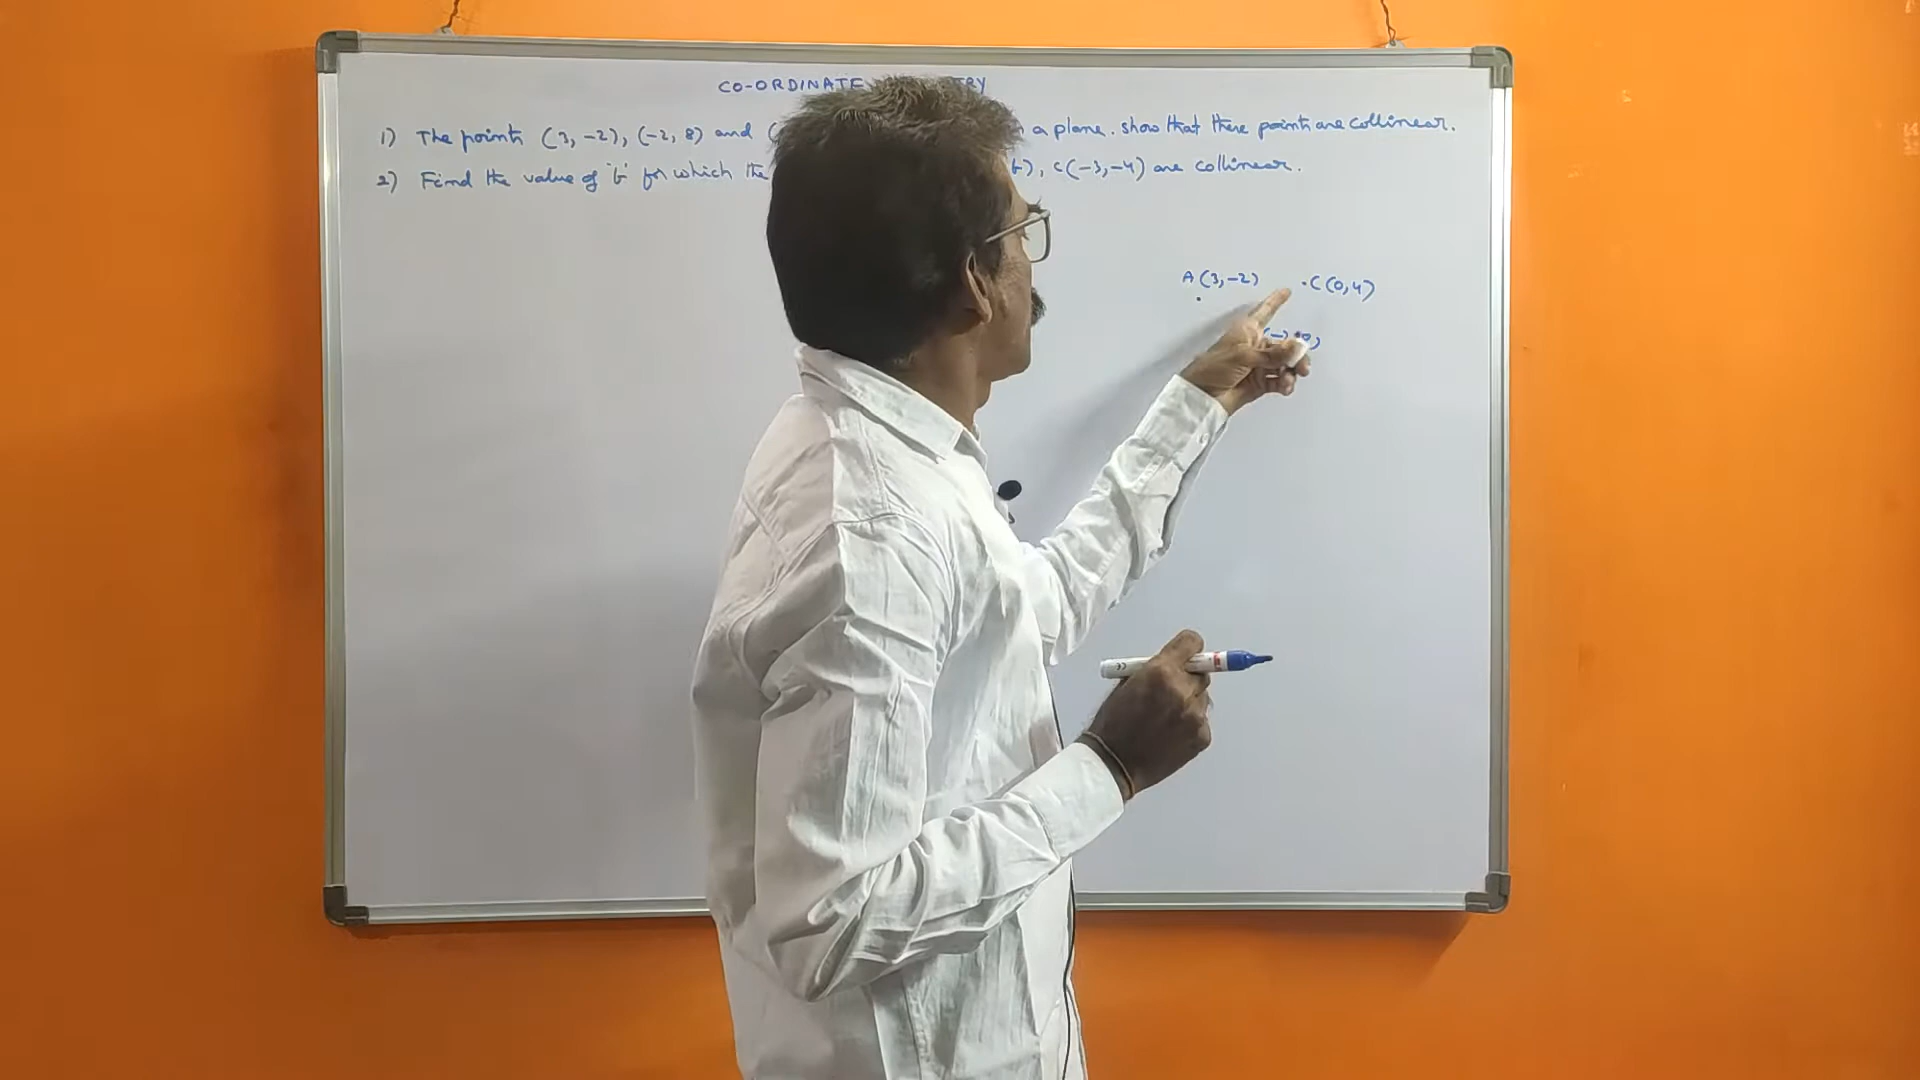 CO-ORDINATE
1) The points (3, -2), (-2, 8) and ( a plane. show that these points are collinear.
2) Find the value of 'b' for which the b), C(-3, -4) are collinear.
A (3, -2) . C (0, 4)